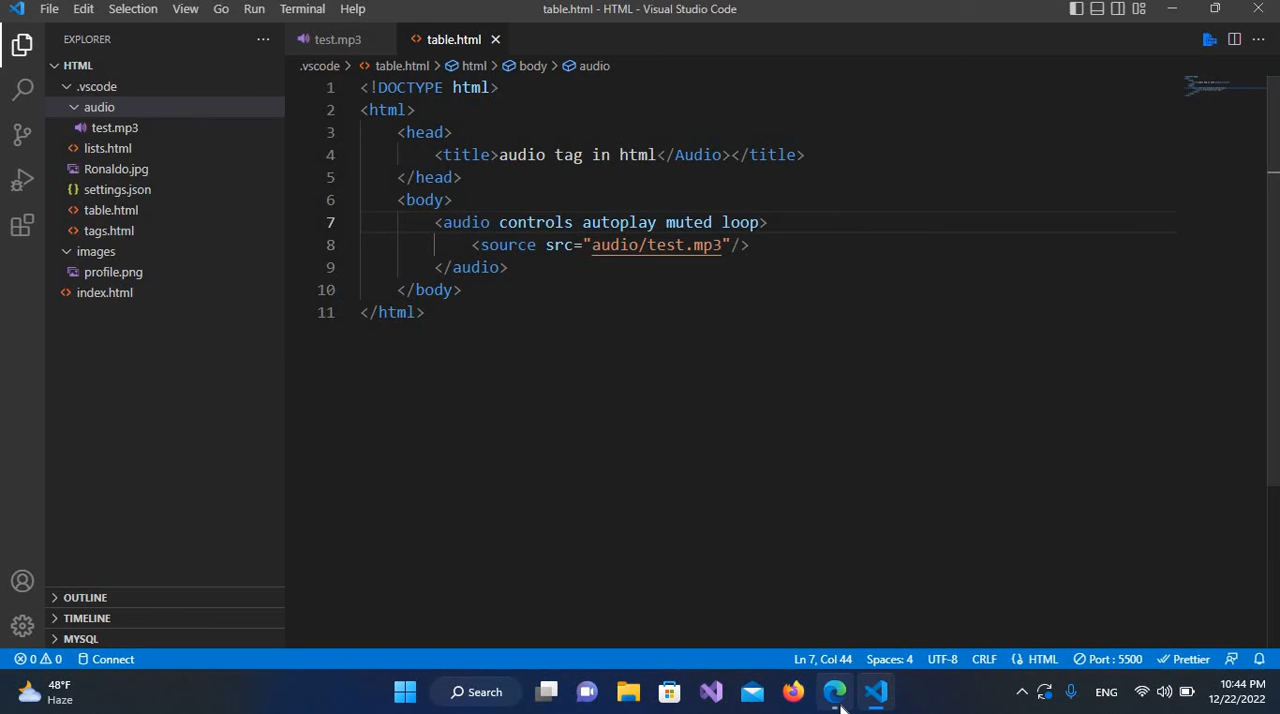 File Edit Selection View Go Run Terminal Help table.html - HTML - Visual Studio Code
EXPLORER
test.mp3
table.html
HTML
.vscode > table.html > html > body > audio
.vscode
audio
test.mp3
lists.html
Ronaldo.jpg
settings.json
table.html
tags.html
images
profile.png
index.html
1 <!DOCTYPE html>
2 <html>
3 <head>
4 <title>audio tag in html</Audio></title>
5 </head>
6 <body>
7 <audio controls autoplay muted loop>
8 <source src="audio/test.mp3"/>
9 </audio>
10 </body>
11 </html>
OUTLINE
TIMELINE
MYSQL
0 0 Connect Ln 7, Col 44 Spaces: 4 UTF-8 CRLF HTML Port : 5500 Prettier
48°F
Haze
Search
ENG
10:44 PM
12/22/2022